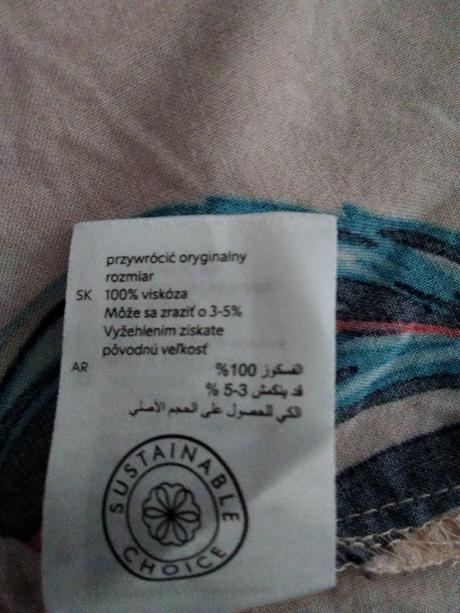 przywrócić oryginalny
rozmiar
SK 100% viskóza
Môže sa zraziť o 3-5%
Vyžehlením získate
pôvodnú veľkosť
AR الفسكوز 100%
قد ينكمش 3-5 %
الكي للحصول على الحجم الأصلي
SUSTAINABLE
CHOICE